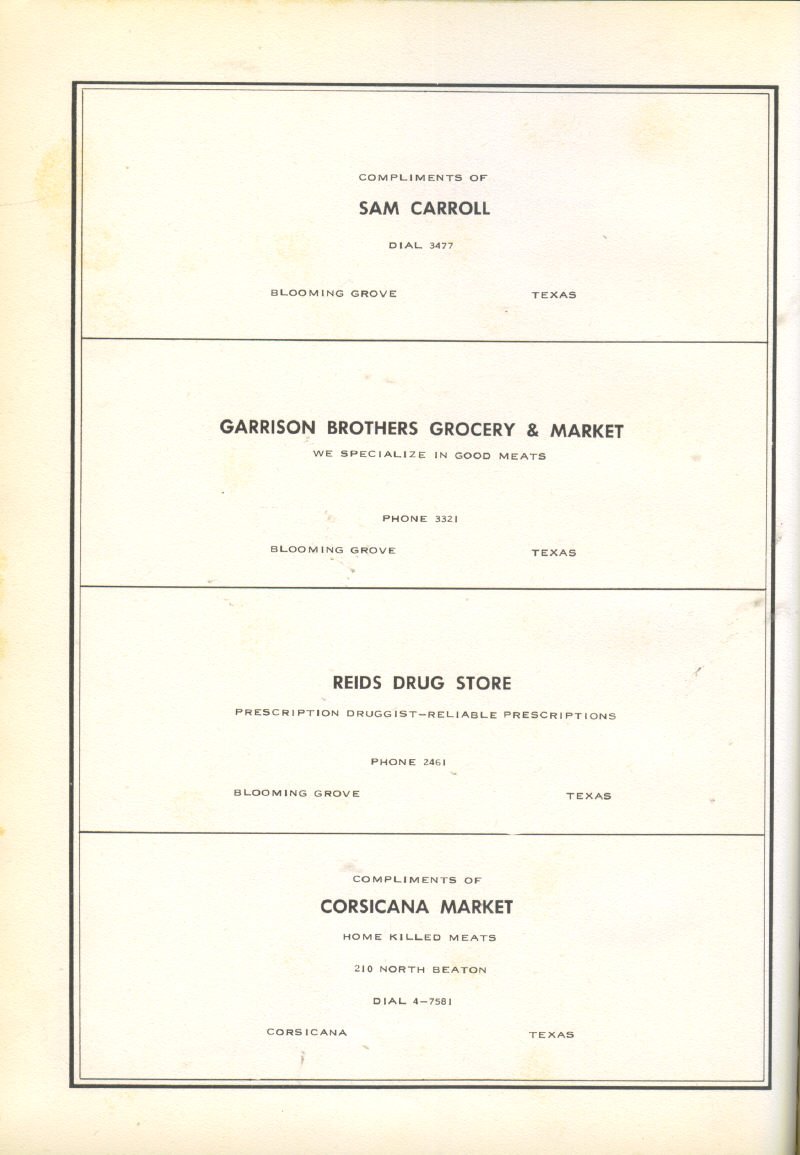 COMPLIMENTS OF
SAM CARROLL
DIAL 3477
BLOOMING GROVE TEXAS
GARRISON BROTHERS GROCERY & MARKET
WE SPECIALIZE IN GOOD MEATS
PHONE 3321
BLOOMING GROVE TEXAS
REIDS DRUG STORE
PRESCRIPTION DRUGGIST—RELIABLE PRESCRIPTIONS
PHONE 2461
BLOOMING GROVE TEXAS
COMPLIMENTS OF
CORSICANA MARKET
HOME KILLED MEATS
210 NORTH BEATON
DIAL 4—7581
CORSICANA TEXAS